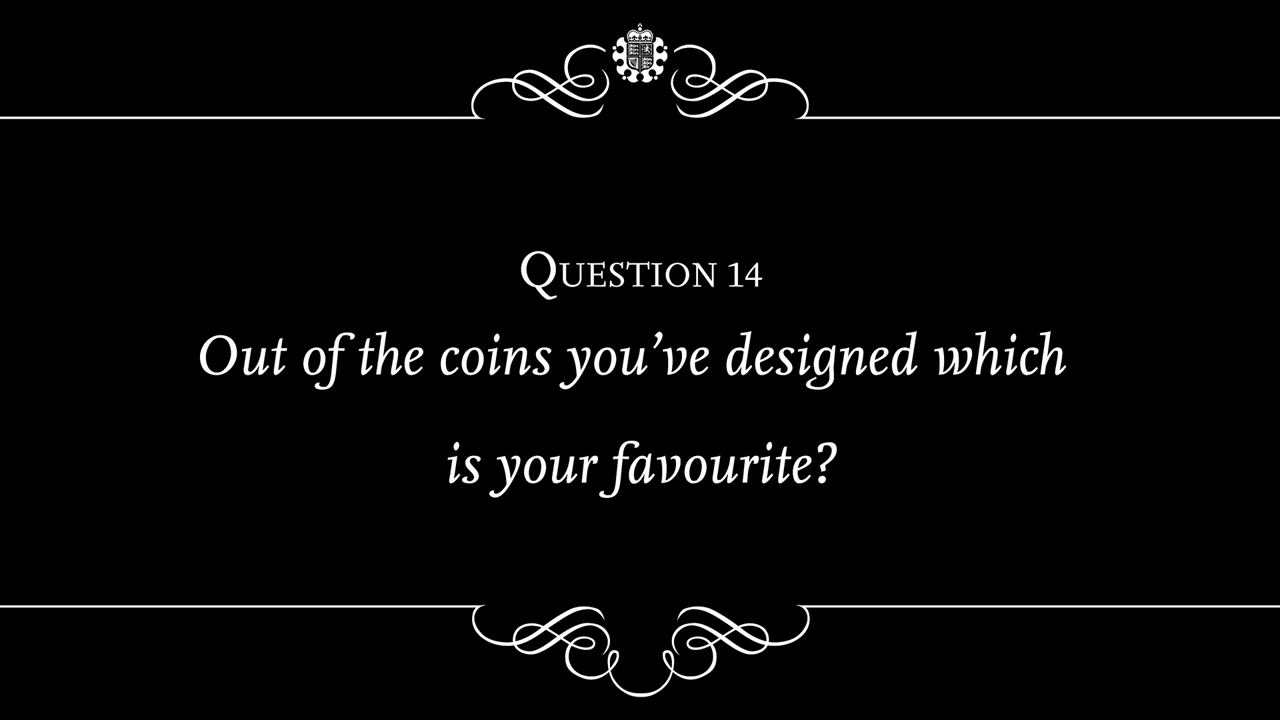 QUESTION 14
Out of the coins you’ve designed which
is your favourite?